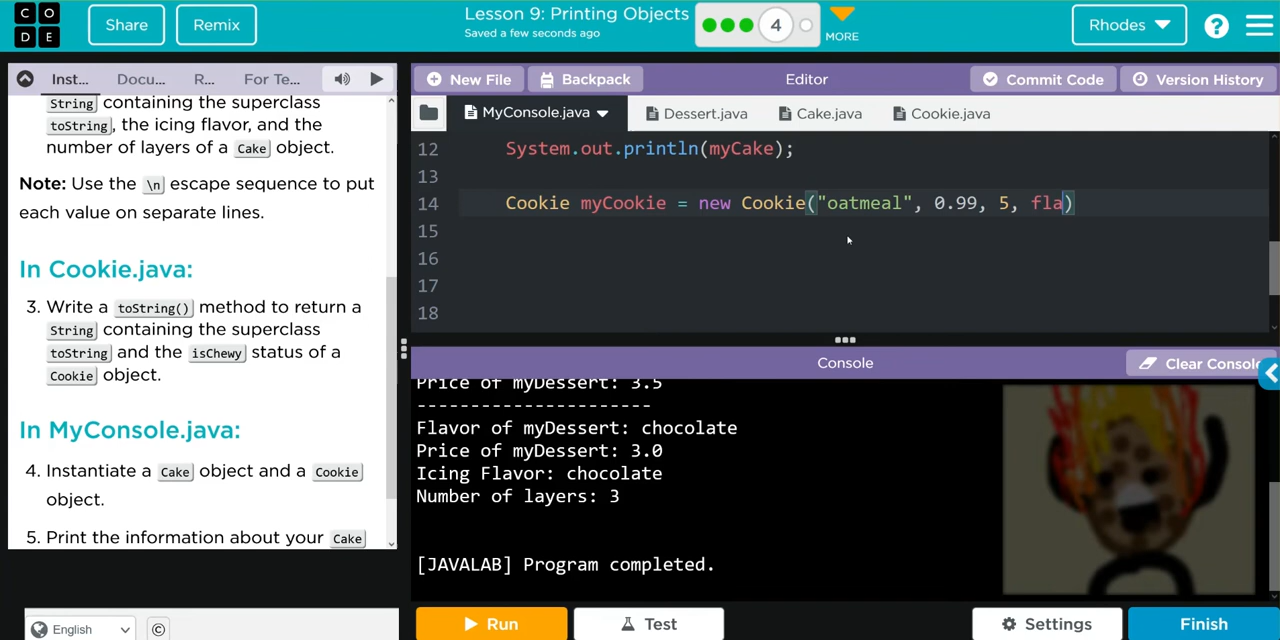 CO
DE
Share
Remix
Lesson 9: Printing Objects
Saved a few seconds ago
4
MORE
Rhodes
?
Inst...
Docu...
R...
For Te...
String containing the superclass
toString, the icing flavor, and the
number of layers of a Cake object.
Note: Use the \n escape sequence to put
each value on separate lines.
In Cookie.java:
3. Write a toString() method to return a
String containing the superclass
toString and the isChewy status of a
Cookie object.
In MyConsole.java:
4. Instantiate a Cake object and a Cookie
object.
5. Print the information about your Cake
English
©
New File
Backpack
Editor
Commit Code
Version History
MyConsole.java
Dessert.java
Cake.java
Cookie.java
12 System.out.println(myCake);
13
14 Cookie myCookie = new Cookie("oatmeal", 0.99, 5, fla)
15
16
17
18
Console
Clear Console
Price of myDessert: 3.5
----------------------
Flavor of myDessert: chocolate
Price of myDessert: 3.0
Icing Flavor: chocolate
Number of layers: 3
[JAVALAB] Program completed.
Run
Test
Settings
Finish